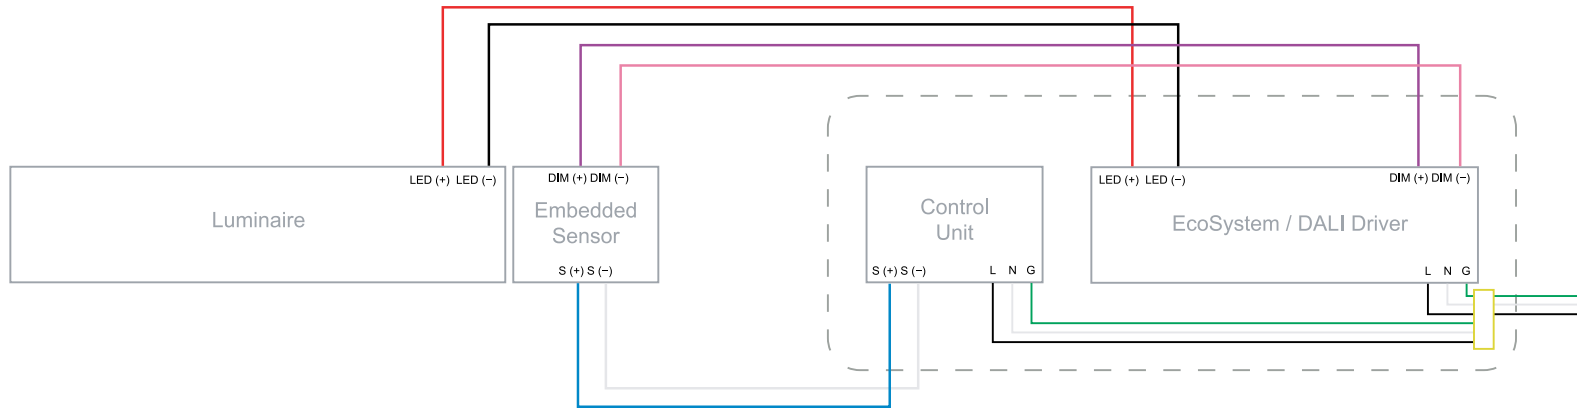 LED (+) LED (−)
Luminaire
DIM (+) DIM (−)
Embedded
Sensor
S (+) S (−)
Control
Unit
S (+) S (−)
L N G
LED (+) LED (−)
DIM (+) DIM (−)
EcoSystem / DALI Driver
L N G